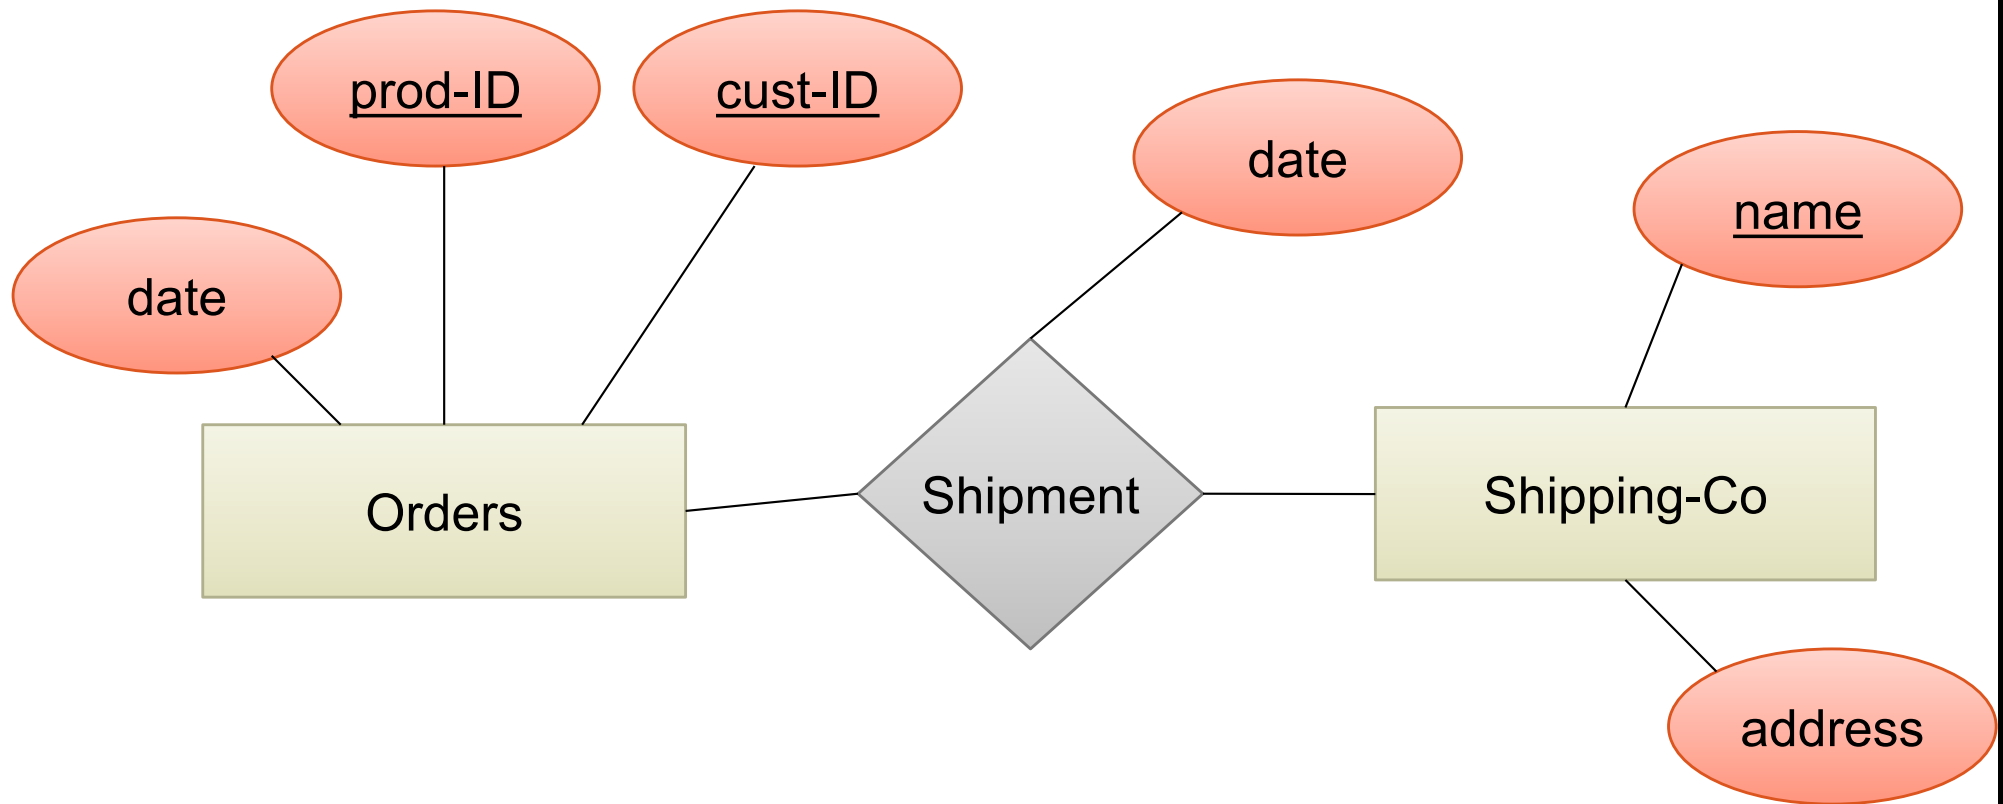 prod-ID
cust-ID
date
name
date
Orders
Shipment
Shipping-Co
address